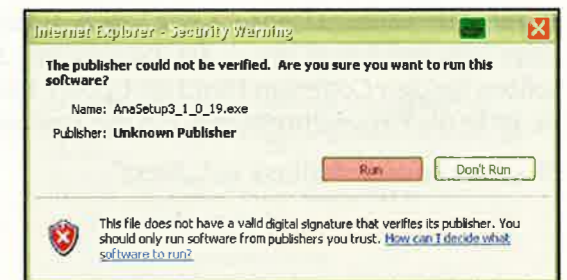 Internet Explorer - Security Warning
The publisher could not be verified. Are you sure you want to run this
software?
Name: AnaSetup3_1_0_19.exe
Publisher: Unknown Publisher
Run Don't Run
This file does not have a valid digital signature that verifies its publisher. You
should only run software from publishers you trust. How can I decide what
software to run?